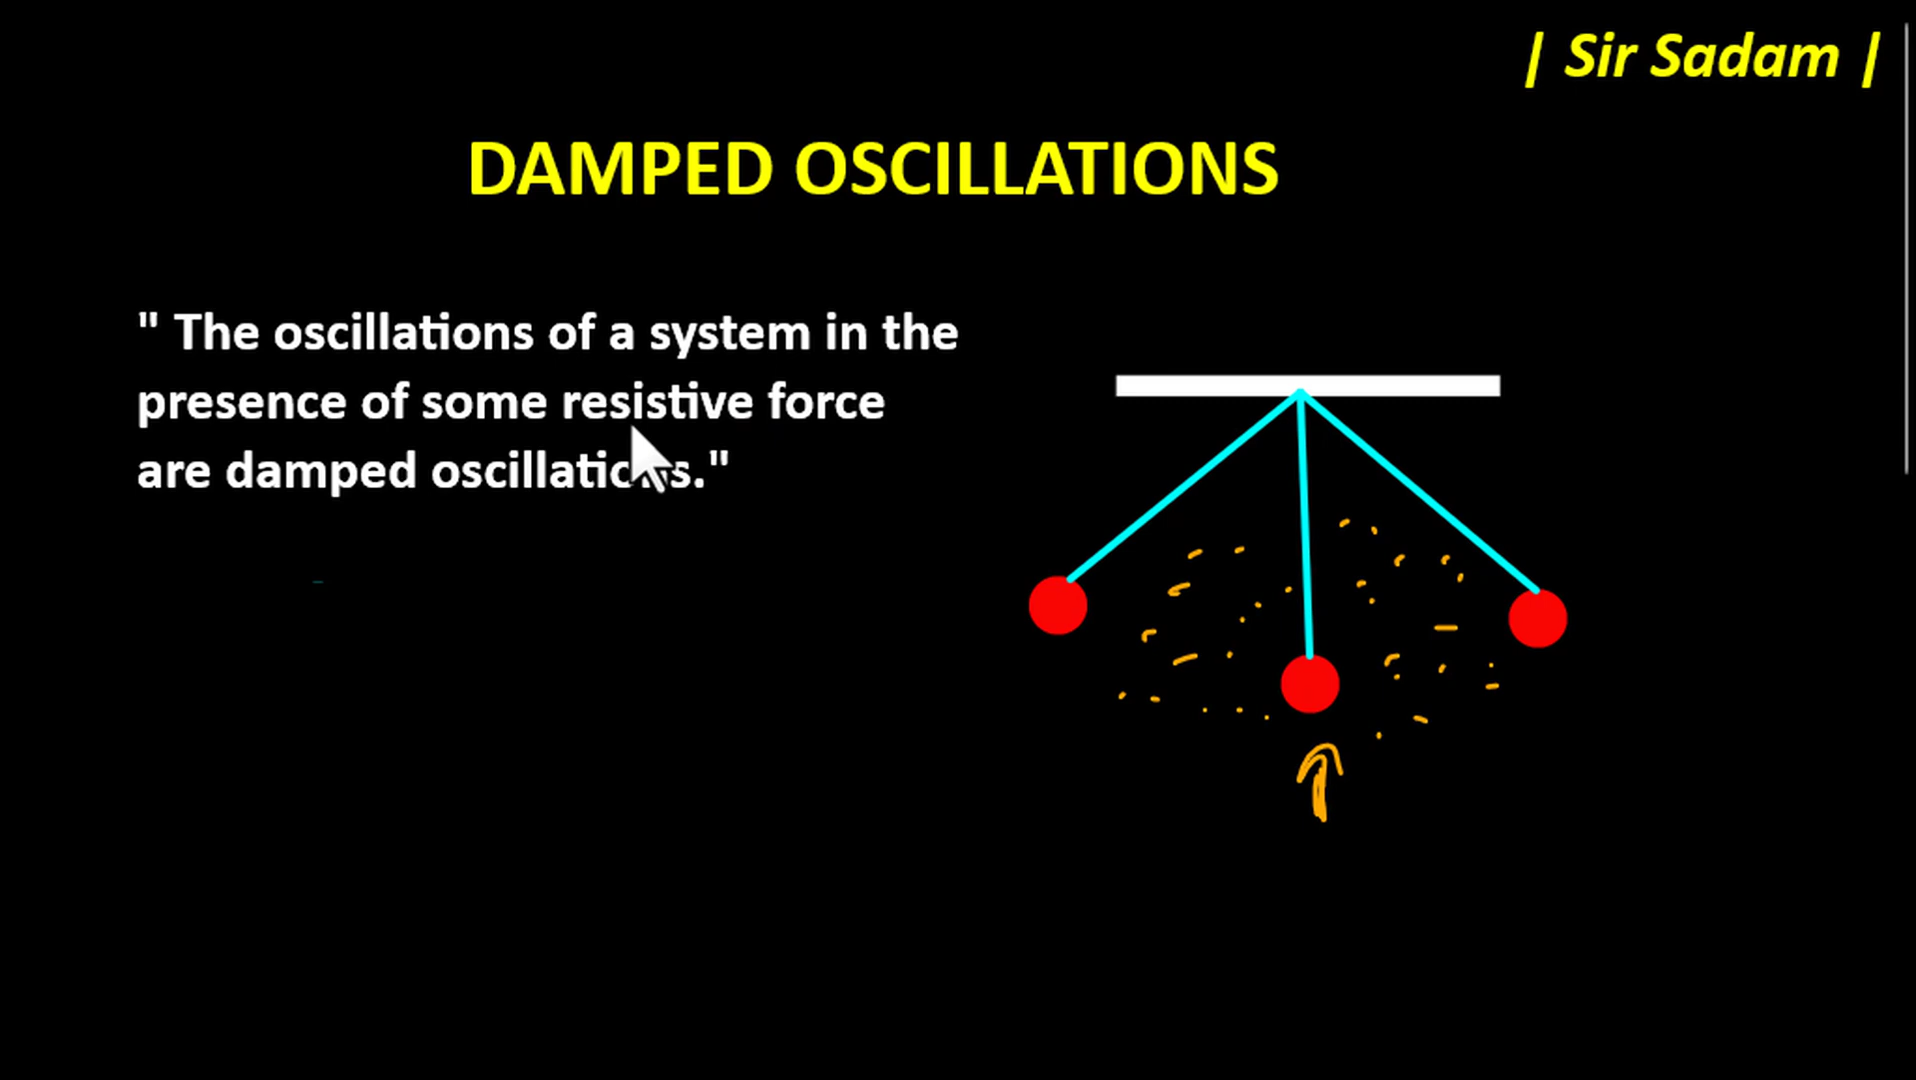 | Sir Sadam |
DAMPED OSCILLATIONS
" The oscillations of a system in the
presence of some resistive force
are damped oscillations."